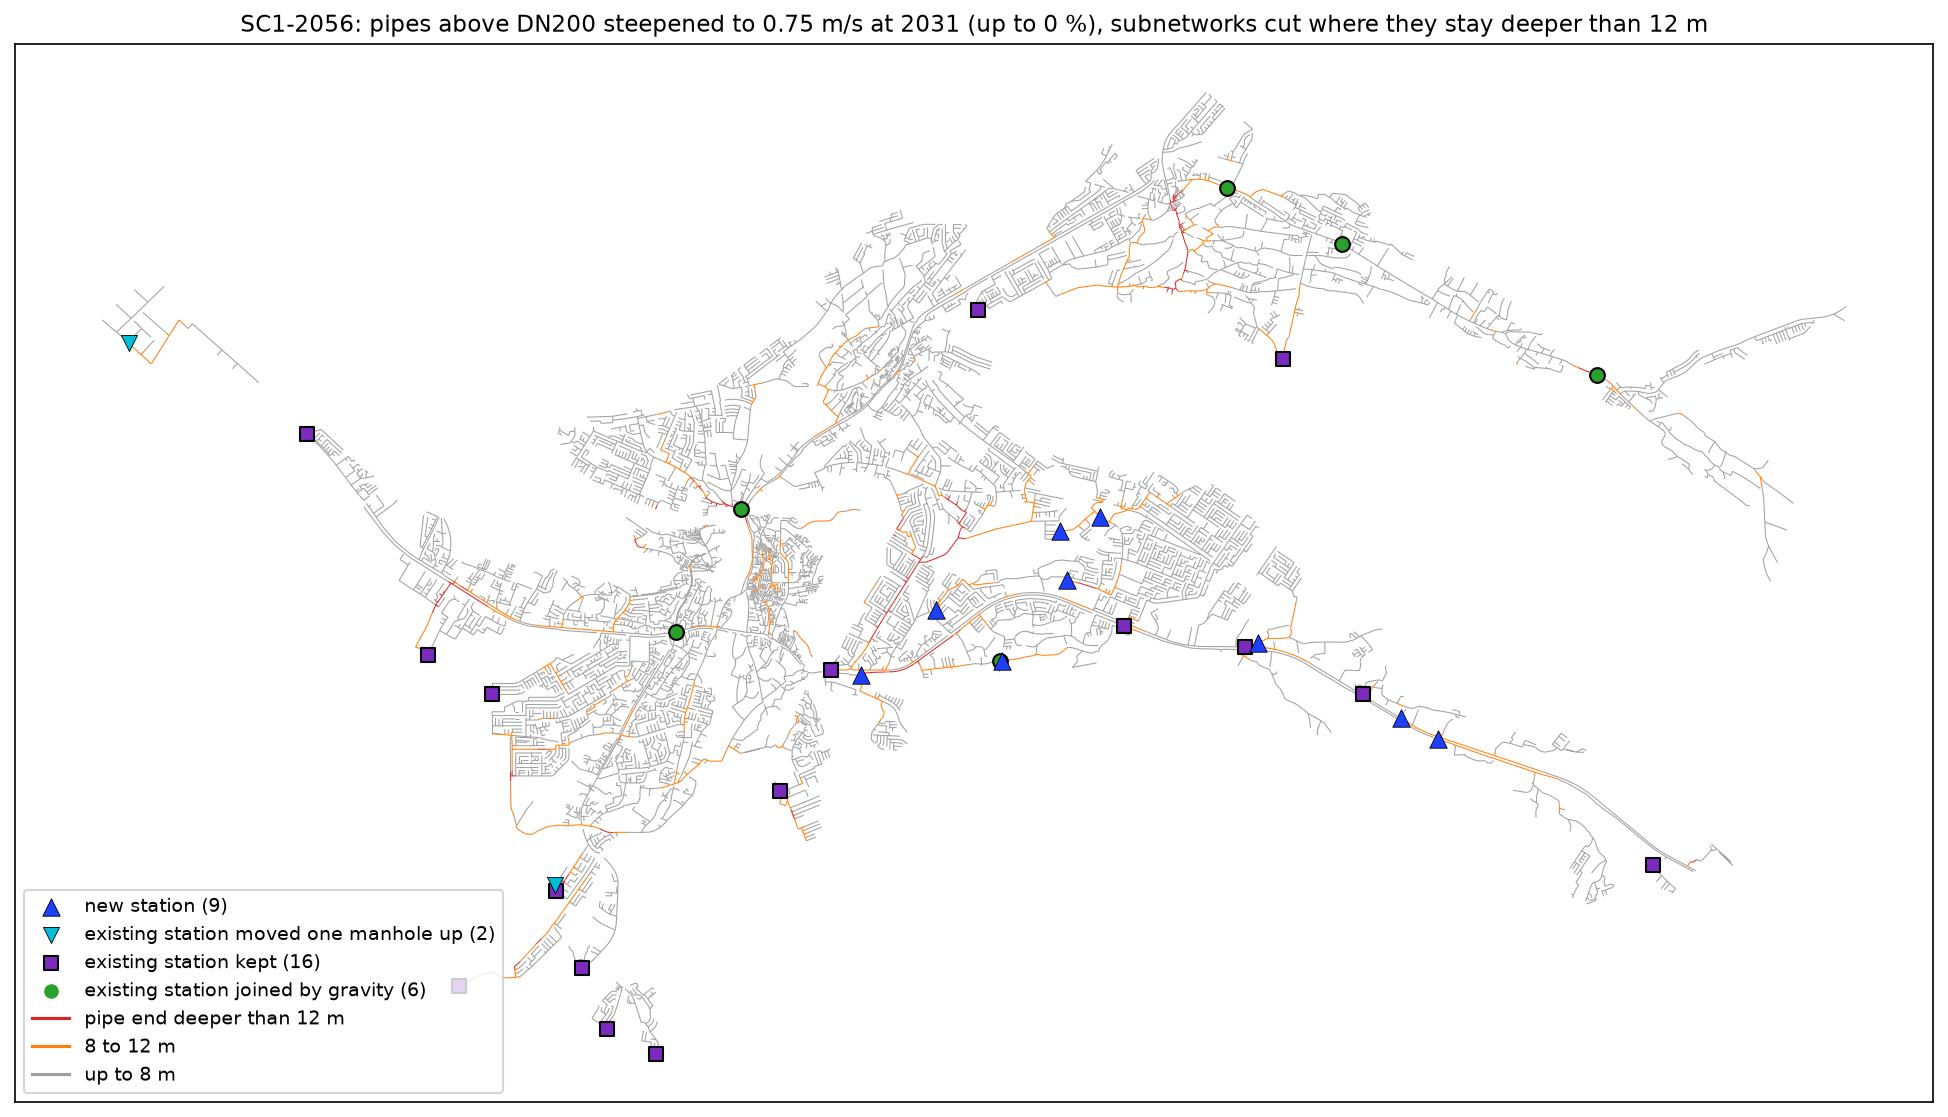 SC1-2056: pipes above DN200 steepened to 0.75 m/s at 2031 (up to 0 %), subnetworks cut where they stay deeper than 12 m
new station (9)
existing station moved one manhole up (2)
existing station kept (16)
existing station joined by gravity (6)
pipe end deeper than 12 m
8 to 12 m
up to 8 m